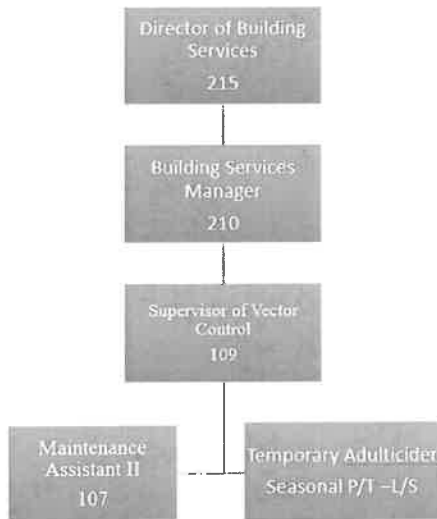 Director of Building
Services
215
Building Services
Manager
210
Supervisor of Vector
Control
109
Maintenance
Assistant II
107
Temporary Adulticider
Seasonal P/T –L/S